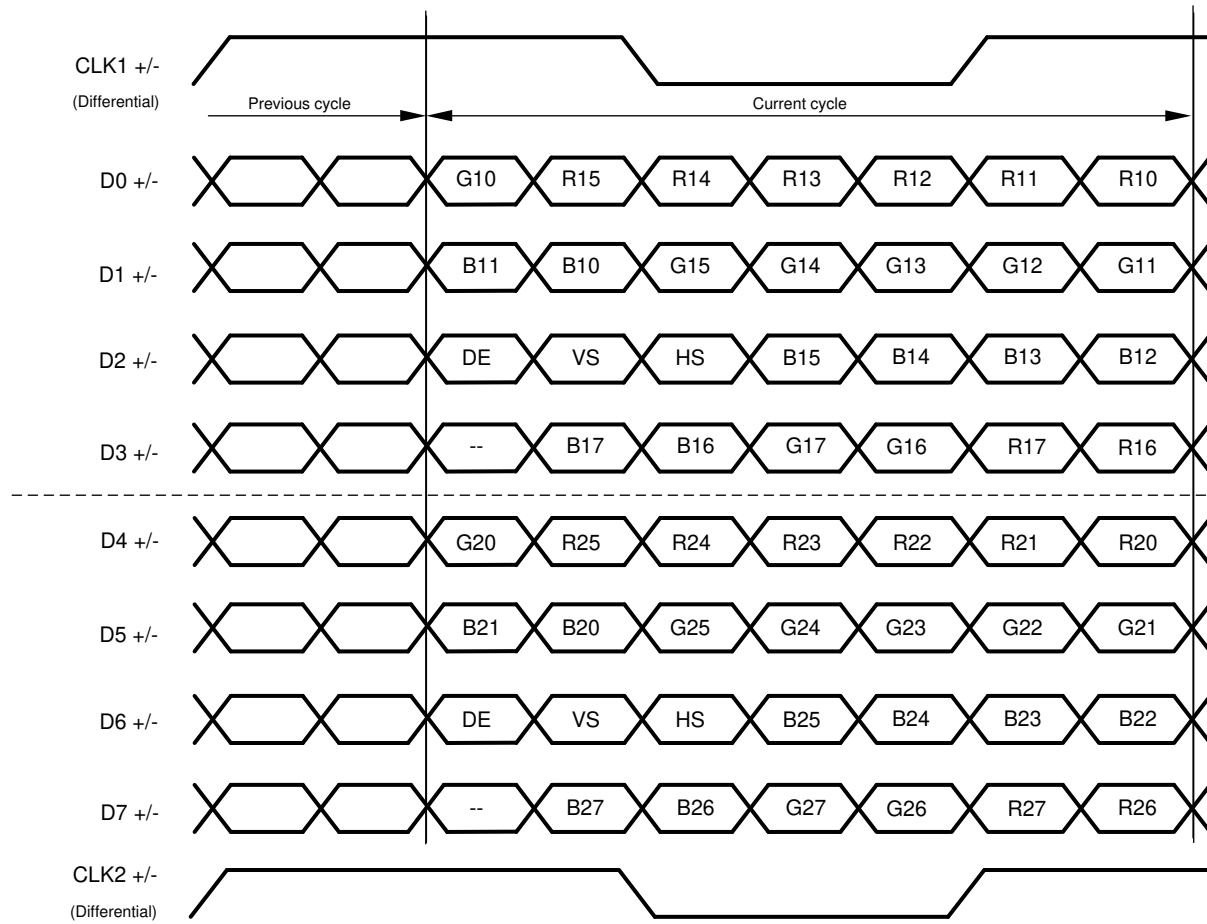 CLK1 +/-
(Differential)
Previous cycle Current cycle
D0 +/- G10 R15 R14 R13 R12 R11 R10
D1 +/- B11 B10 G15 G14 G13 G12 G11
D2 +/- DE VS HS B15 B14 B13 B12
D3 +/- -- B17 B16 G17 G16 R17 R16
D4 +/- G20 R25 R24 R23 R22 R21 R20
D5 +/- B21 B20 G25 G24 G23 G22 G21
D6 +/- DE VS HS B25 B24 B23 B22
D7 +/- -- B27 B26 G27 G26 R27 R26
CLK2 +/-
(Differential)